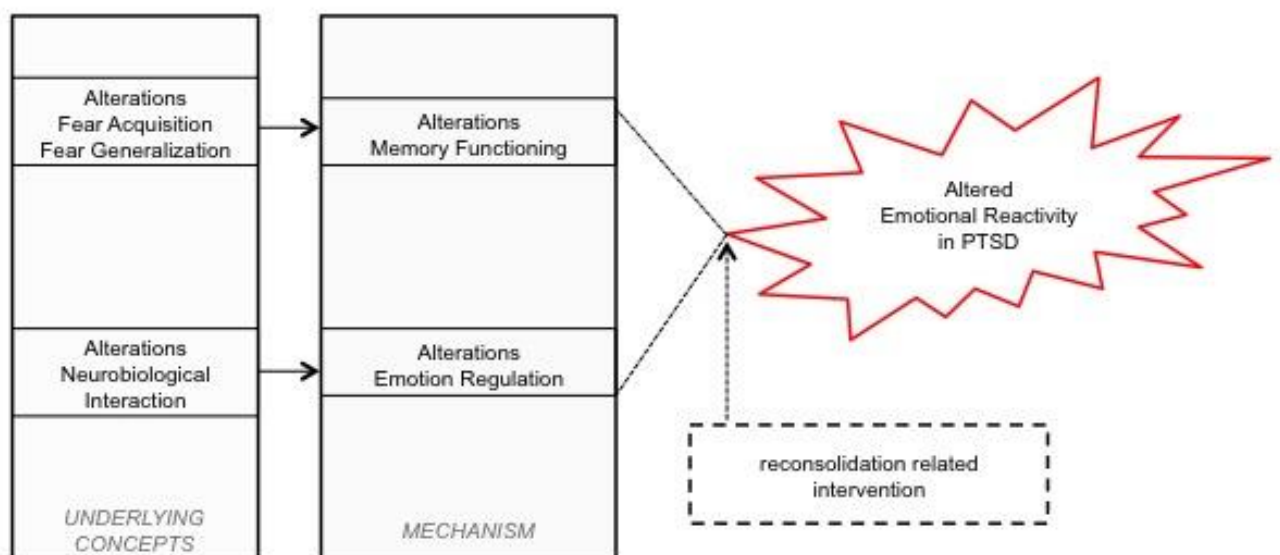 Alterations
Fear Acquisition
Fear Generalization
Alterations
Neurobiological
Interaction
UNDERLYING
CONCEPTS
Alterations
Memory Functioning
Alterations
Emotion Regulation
MECHANISM
Altered
Emotional Reactivity
in PTSD
reconsolidation related
intervention